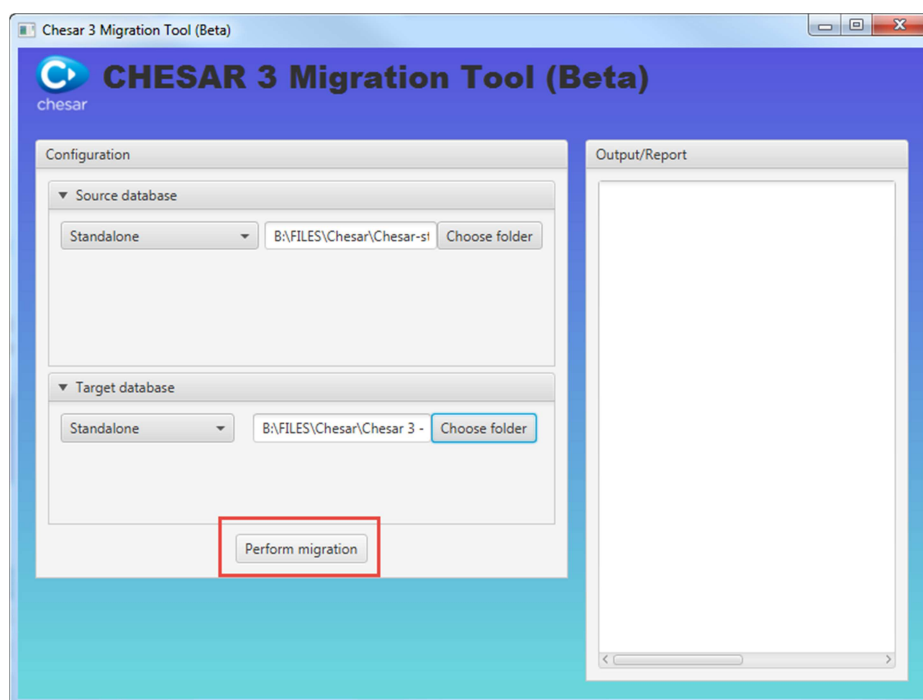 Chesar 3 Migration Tool (Beta)
CHESAR 3 Migration Tool (Beta)
chesar
Configuration
Source database
Standalone
B:\FILES\Chesar\Chesar-st
Choose folder
Target database
Standalone
B:\FILES\Chesar\Chesar 3 -
Choose folder
Perform migration
Output/Report